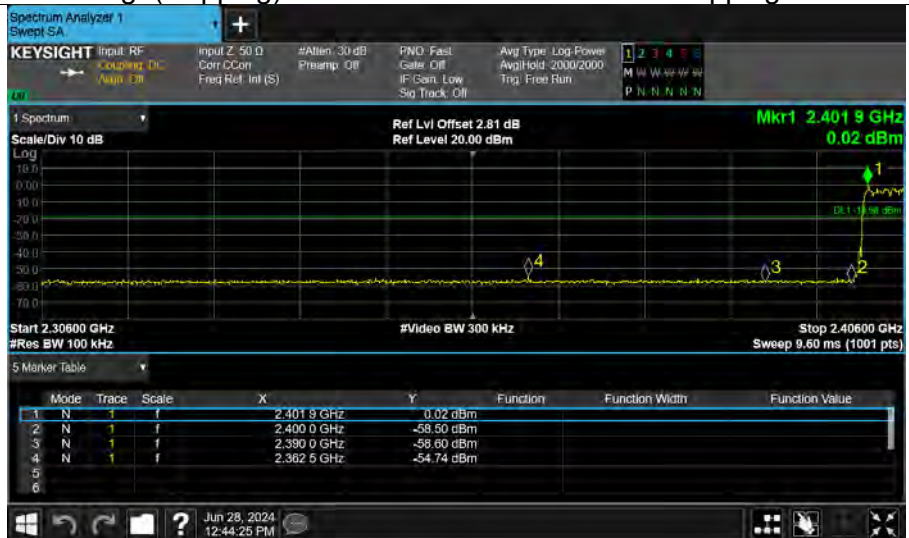 Spectrum Analyzer 1
Swept SA
+
KEYSIGHT Input: RF
Coupling: DC
Align: Off
Input Z: 50 Ω
Corr CCorr
Freq Ref: Int (S)
#Atten: 30 dB
Preamp: Off
PNO: Fast
Gate: Off
IF Gain: Low
Sig Track: Off
Avg Type: Log-Power
Avg|Hold: 2000/2000
Trig: Free Run
1 2 3 4 5 6
M W W W W W
P N N N N N
1 Spectrum
Scale/Div 10 dB
Ref Lvl Offset 2.81 dB
Ref Level 20.00 dBm
Mkr1 2.401 9 GHz
0.02 dBm
Log
10.0
0.00
-10.0
-20.0
-30.0
-40.0
-50.0
-60.0
-70.0
1
DL1 -19.98 dBm
4
3
2
Start 2.30600 GHz
#Video BW 300 kHz
Stop 2.40600 GHz
#Res BW 100 kHz
Sweep 9.60 ms (1001 pts)
5 Marker Table
Mode Trace Scale X Y Function Function Width Function Value
1 N 1 f 2.401 9 GHz 0.02 dBm
2 N 1 f 2.400 0 GHz -58.50 dBm
3 N 1 f 2.390 0 GHz -58.60 dBm
4 N 1 f 2.362 5 GHz -54.74 dBm
5
6
? Jun 28, 2024
12:44:25 PM